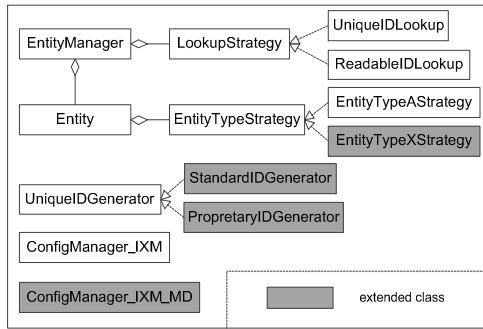 EntityManager
LookupStrategy
UniqueIDLookup
ReadableIDLookup
Entity
EntityTypeStrategy
EntityTypeAStrategy
EntityTypeXStrategy
UniqueIDGenerator
StandardIDGenerator
PropretaryIDGenerator
ConfigManager_IXM
ConfigManager_IXM_MD
extended class